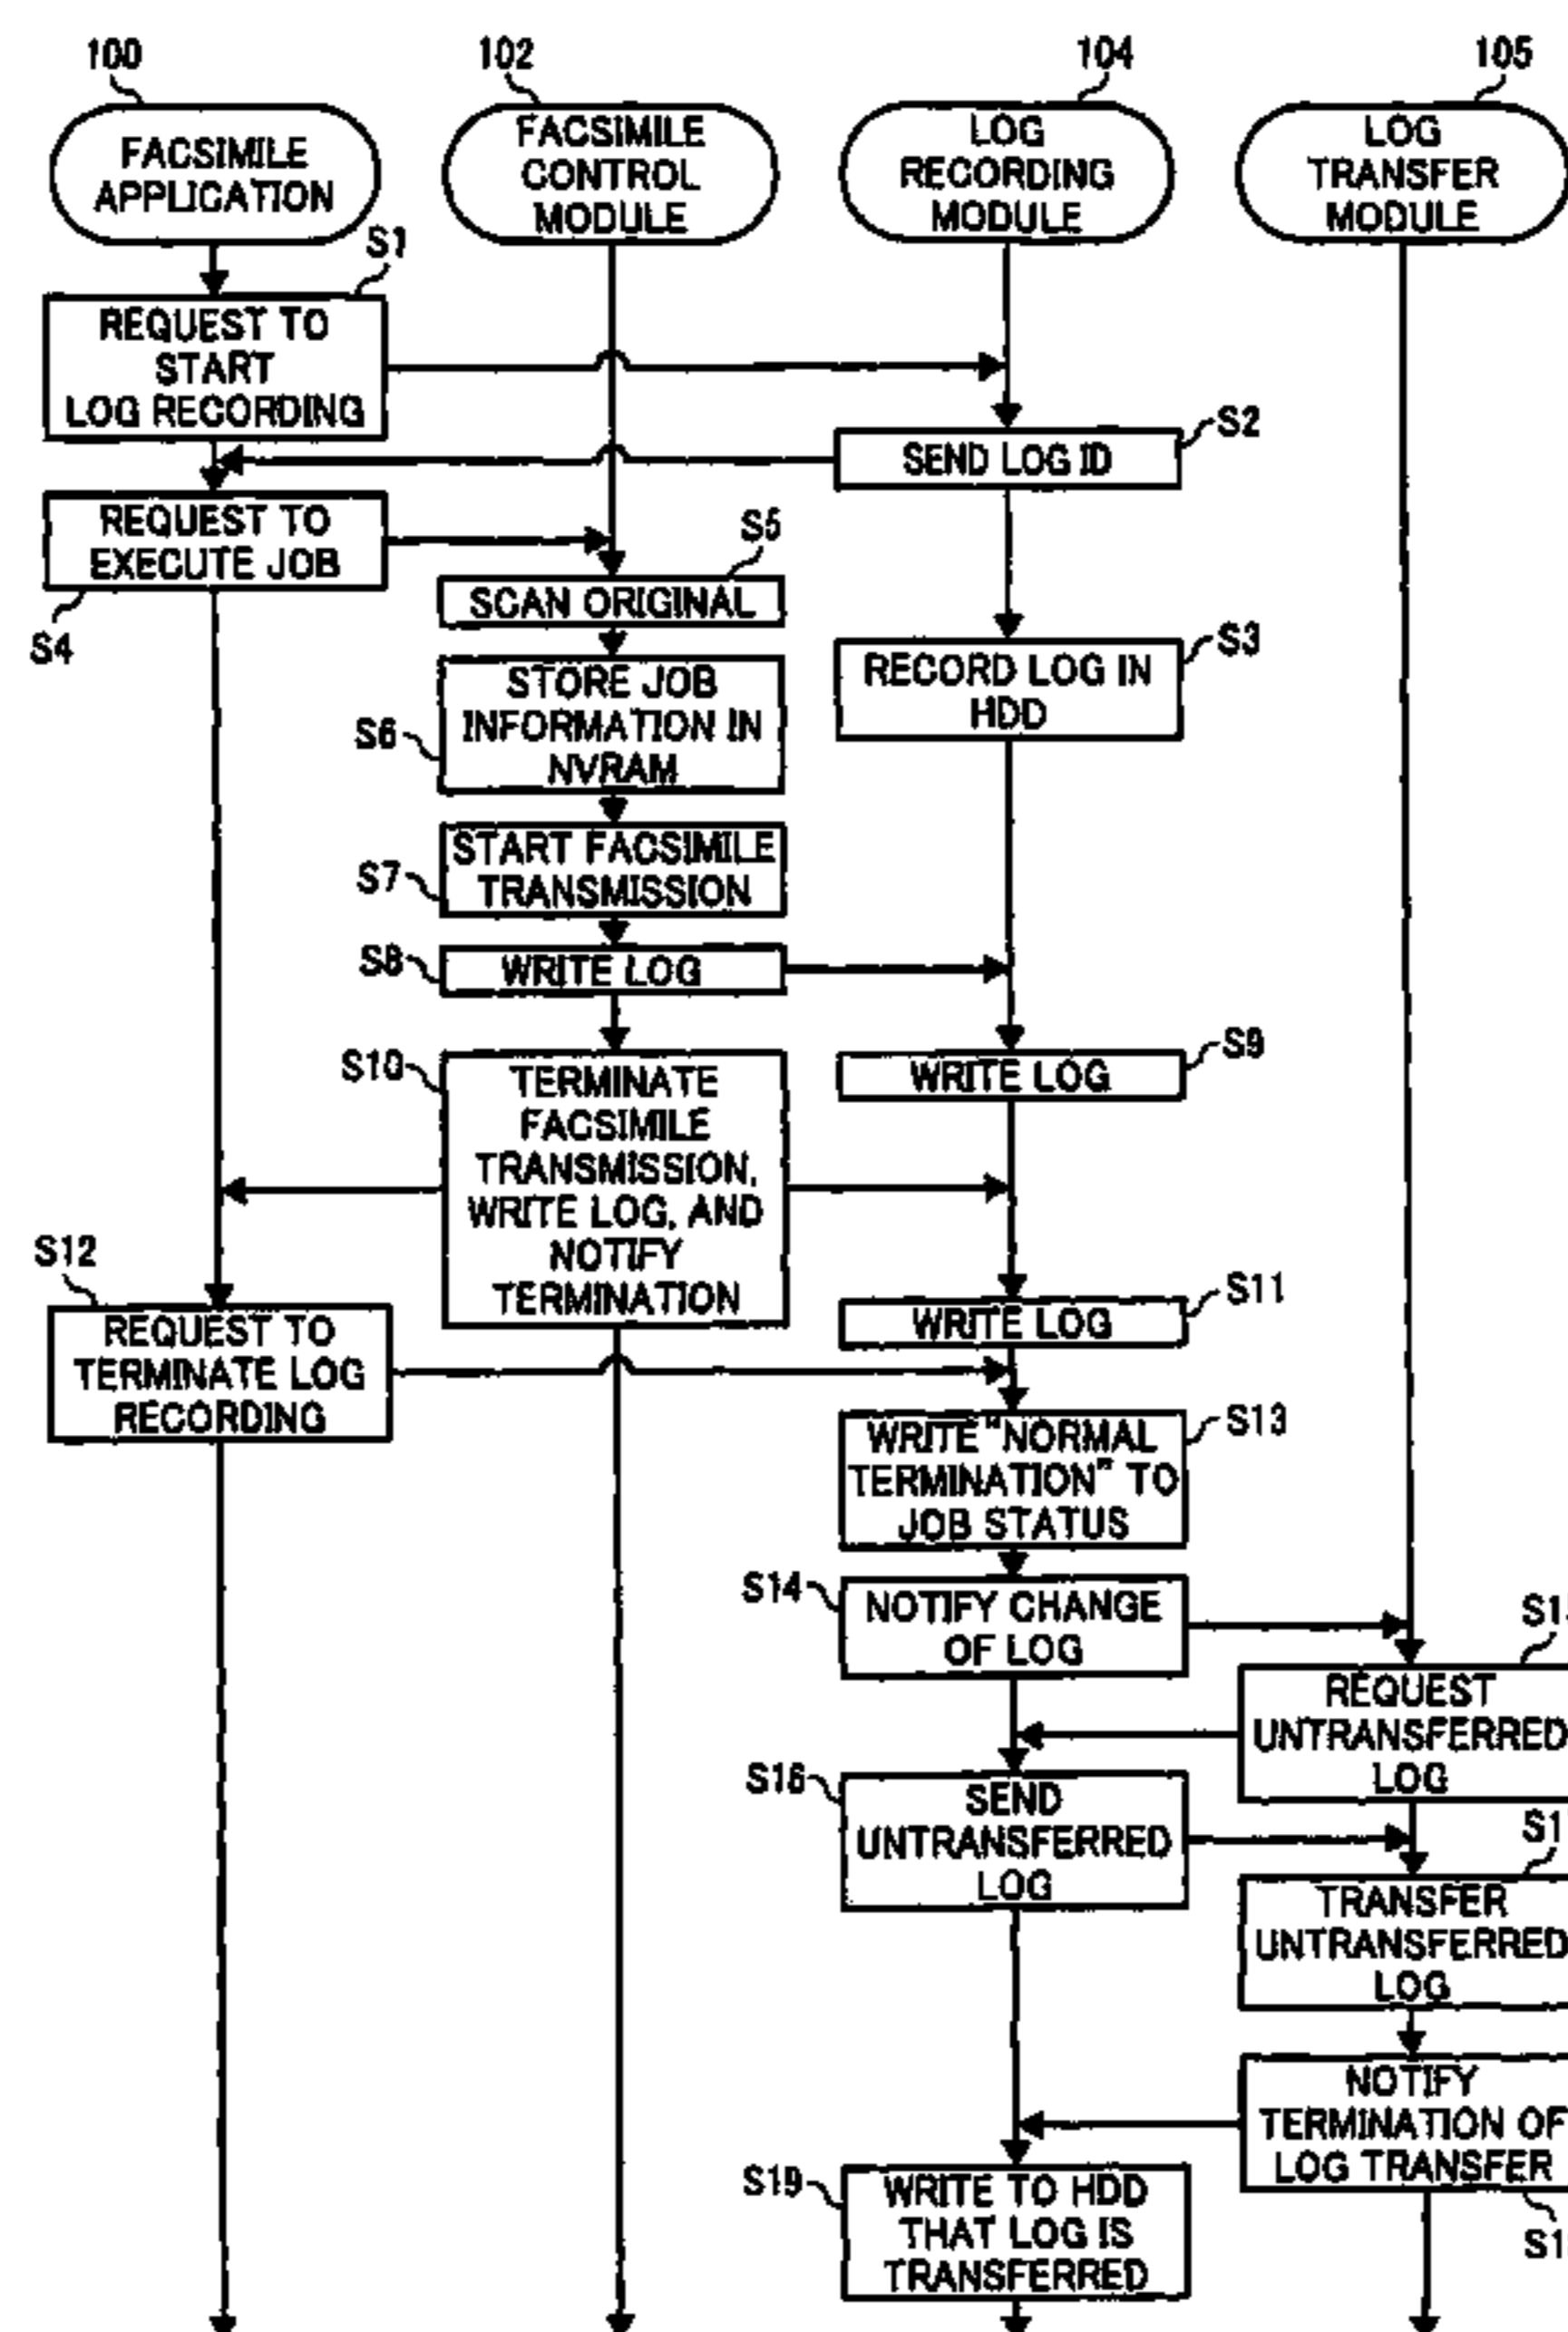 100
102
104
105
FACSIMILE
APPLICATION
FACSIMILE
CONTROL
MODULE
LOG
RECORDING
MODULE
LOG
TRANSFER
MODULE
S1
REQUEST TO
START
LOG RECORDING
S2
SEND LOG ID
REQUEST TO
EXECUTE JOB
S4
S5
SCAN ORIGINAL
S3
RECORD LOG IN
HDD
S6
STORE JOB
INFORMATION IN
NVRAM
S7
START FACSIMILE
TRANSMISSION
S8
WRITE LOG
S9
WRITE LOG
S10
TERMINATE
FACSIMILE
TRANSMISSION,
WRITE LOG, AND
NOTIFY
TERMINATION
S11
WRITE LOG
S12
REQUEST TO
TERMINATE LOG
RECORDING
S13
WRITE "NORMAL
TERMINATION" TO
JOB STATUS
S14
NOTIFY CHANGE
OF LOG
REQUEST
UNTRANSFERRED
LOG
S16
SEND
UNTRANSFERRED
LOG
TRANSFER
UNTRANSFERRED
LOG
NOTIFY
TERMINATION OF
LOG TRANSFER
S19
WRITE TO HDD
THAT LOG IS
TRANSFERRED